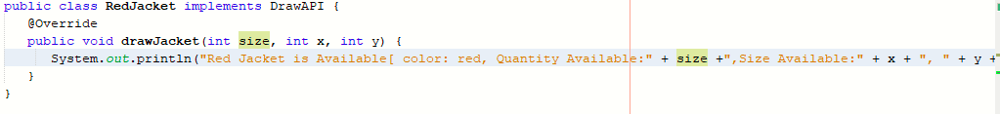 public class RedJacket implements DrawAPI {
@Override
public void drawJacket(int size, int x, int y) {
System.out.println("Red Jacket is Available[ color: red, Quantity Available:" + size +",Size Available:" + x + ", " + y +
}
}